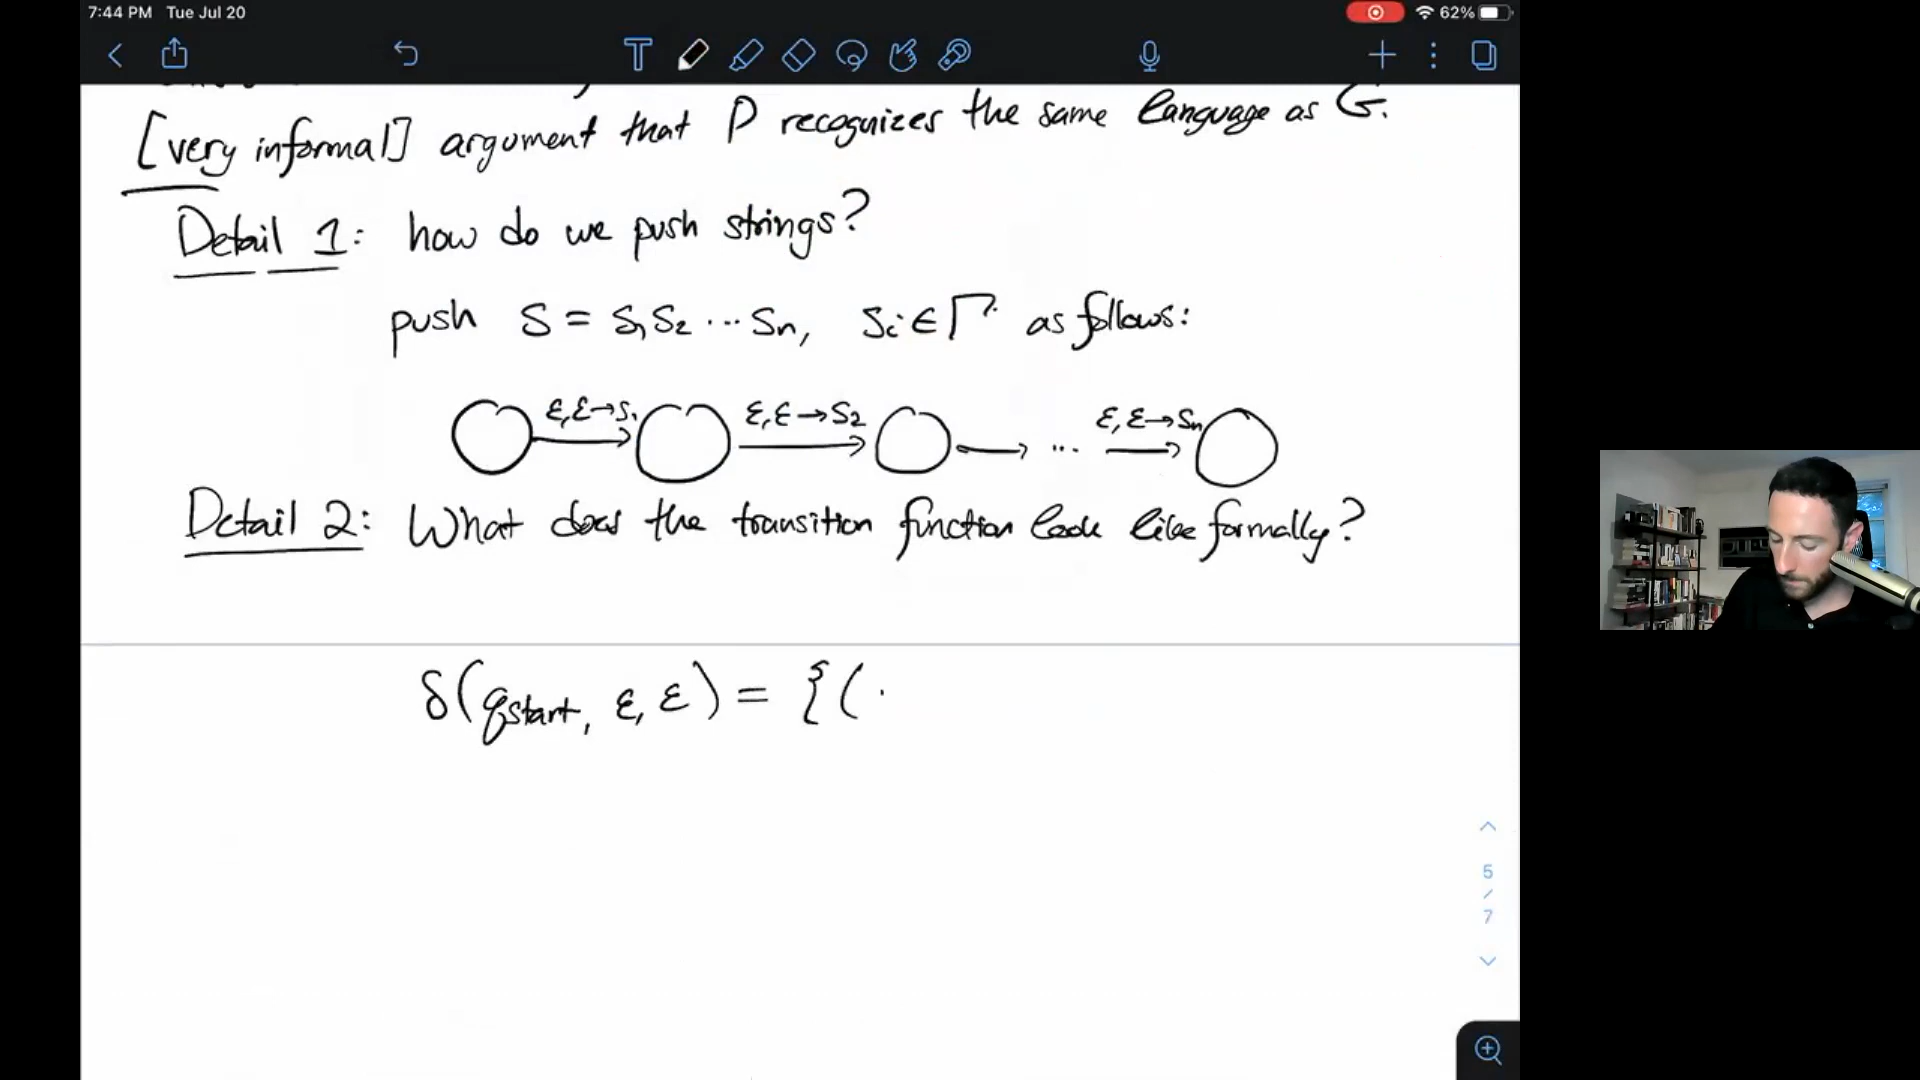 7:44 PM Tue Jul 20
62%
[very informal] argument that P recognizes the same language as G.
Detail 1: how do we push strings?
push S = S₁S₂ ··· Sn, Si ∈ Γ as follows:
ε,ε→S₁ ε,ε→S₂ ... ε,ε→Sn
Detail 2: What does the transition function look like formally?
δ(qstart, ε, ε) = {(
5
/
7